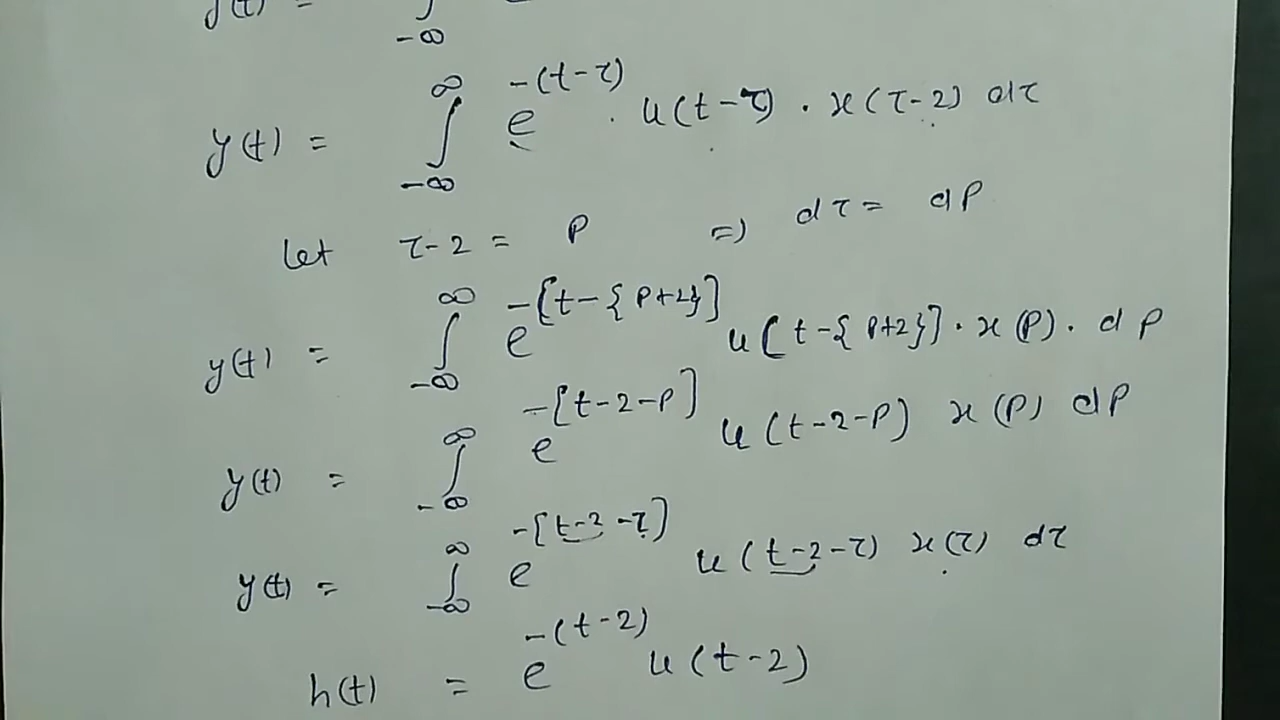 y(t) =  ∫ -∞
y(t) = ∫_{-∞}^{∞} e^{-(t-τ)} . u(t-τ) . x(τ-2) dτ
Let τ-2 = P => dτ = dP
y(t) = ∫_{-∞}^{∞} e^{-[t-{P+2}]} u[t-{P+2}] . x(P) . dP
y(t) = ∫_{-∞}^{∞} e^{-[t-2-P]} u(t-2-P) x(P) dP
y(t) = ∫_{-∞}^{∞} e^{-[t-2-τ]} u(t-2-τ) x(τ) dτ
h(t) = e^{-(t-2)} u(t-2)